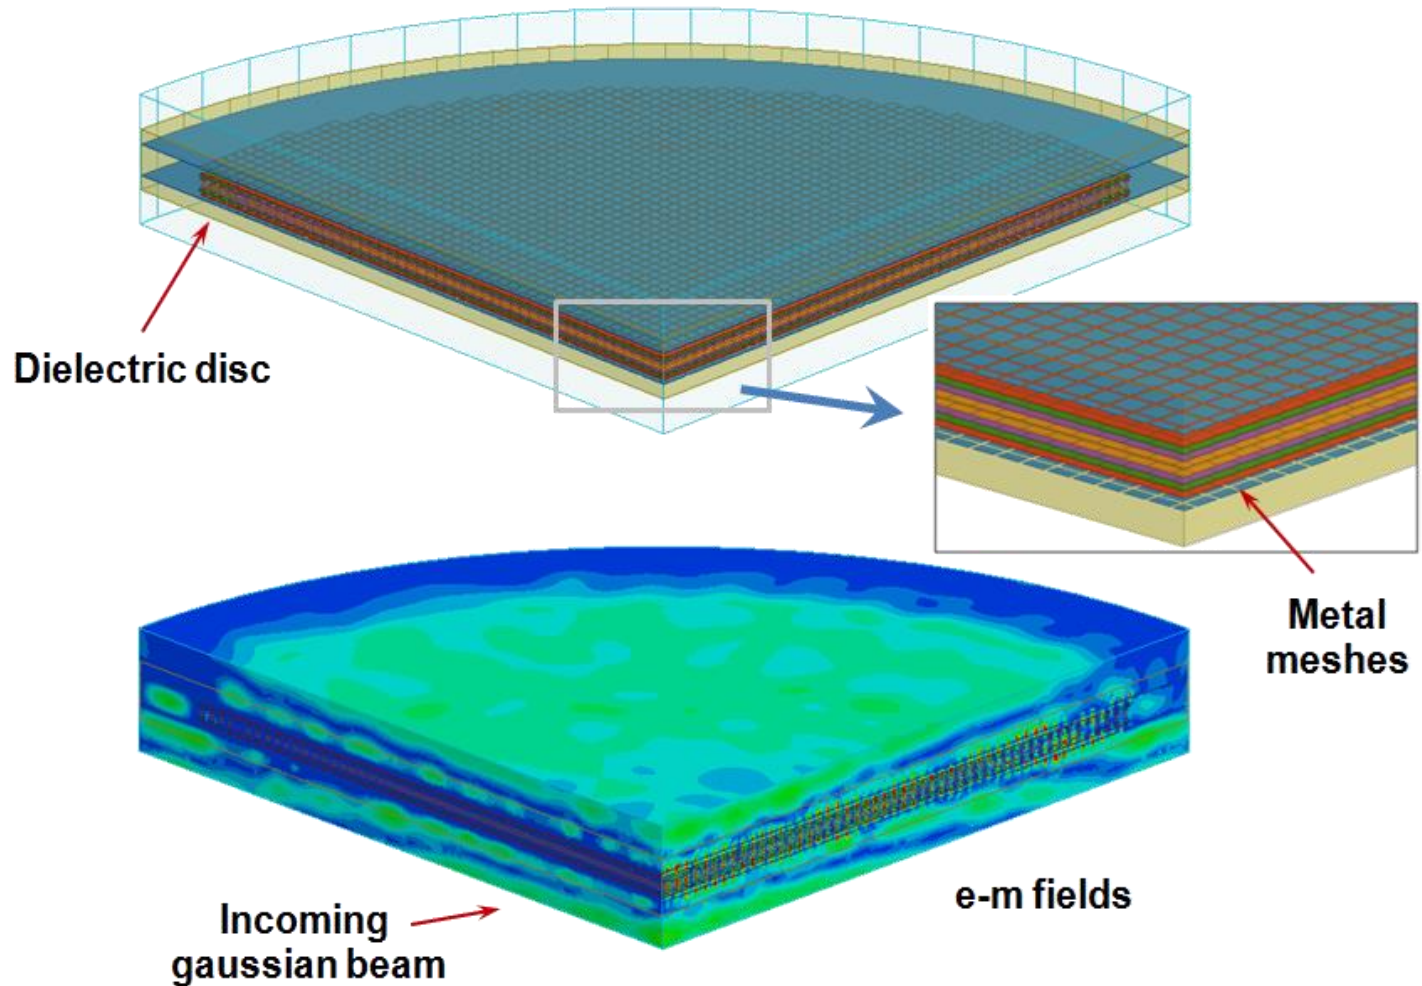 Dielectric disc
Metal
meshes
e-m fields
Incoming
gaussian beam